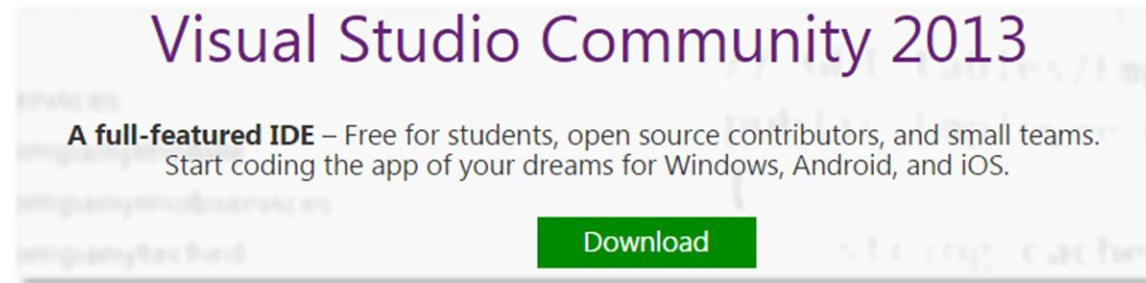 Visual Studio Community 2013
A full-featured IDE – Free for students, open source contributors, and small teams.
Start coding the app of your dreams for Windows, Android, and iOS.
Download